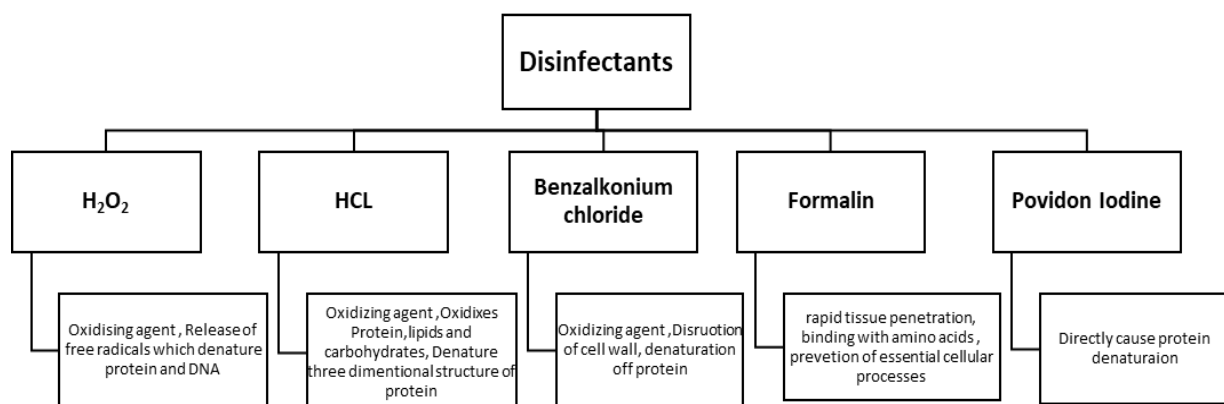 Disinfectants
H₂O₂
HCL
Benzalkonium
chloride
Formalin
Povidon Iodine
Oxidising agent , Release of
free radicals which denature
protein and DNA
Oxidizing agent ,Oxidixes
Protein,lipids and
carbohydrates, Denature
three dimentional structure of
protein
Oxidizing agent ,Disruotion
of cell wall, denaturation
off protein
rapid tissue penetration,
binding with amino acids ,
prevetion of essential cellular
processes
Directly cause protein
denaturaion